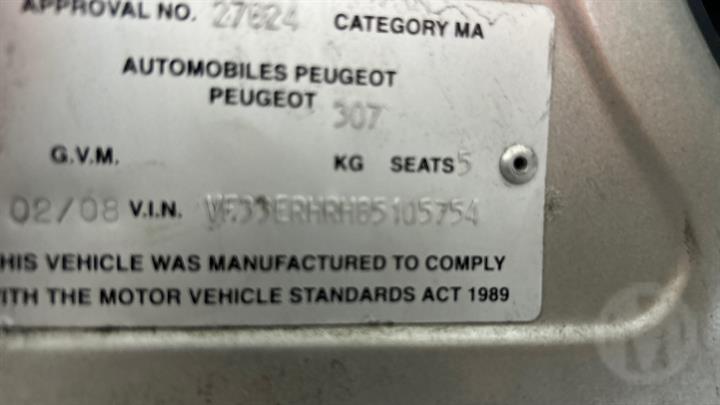 APPROVAL NO. 27624 CATEGORY MA
AUTOMOBILES PEUGEOT
PEUGEOT 307
G.V.M. KG SEATS 5
02/08 V.I.N. VF33ERHRH85105754
HIS VEHICLE WAS MANUFACTURED TO COMPLY
ITH THE MOTOR VEHICLE STANDARDS ACT 1989